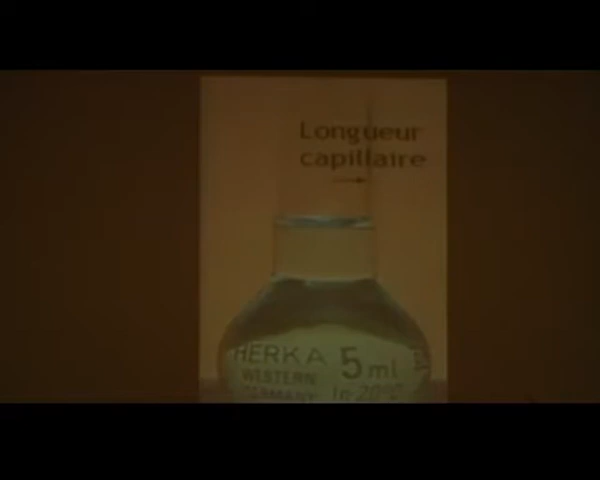 Longueur
capillaire
HERKA 5 ml
WESTERN
GERMANY In 20°C